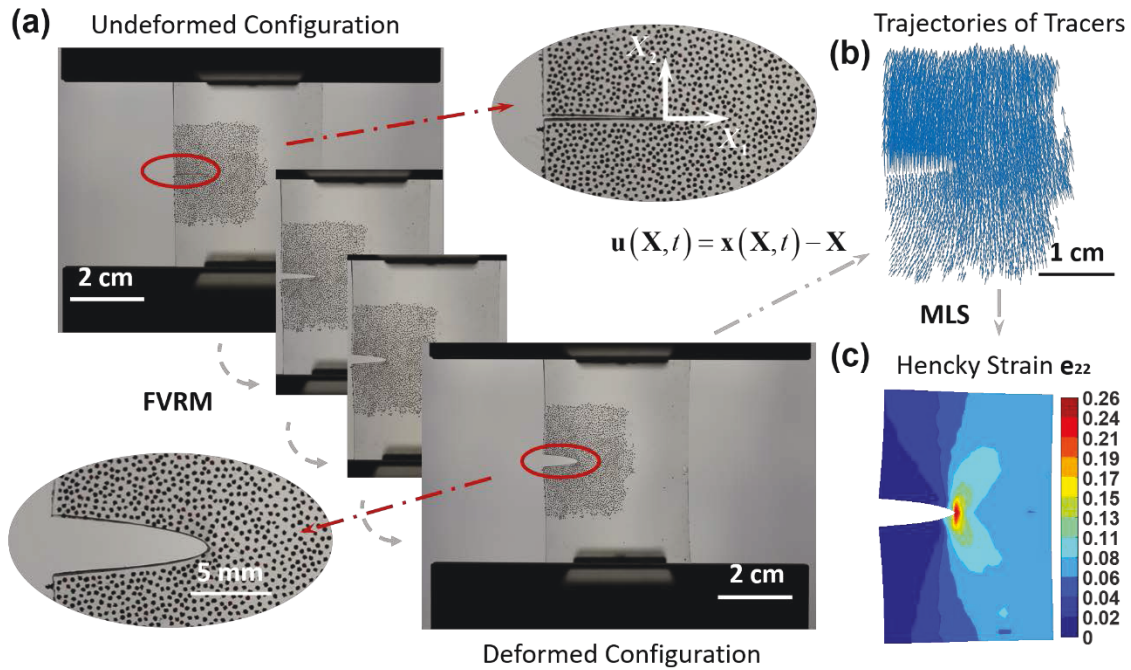 (a)
Undeformed Configuration
X₂
X₁
2 cm
u(X,t) = x(X,t) − X
FVRM
5 mm
2 cm
Deformed Configuration
Trajectories of Tracers
(b)
1 cm
MLS
(c)
Hencky Strain e₂₂
0.26
0.24
0.21
0.19
0.17
0.15
0.13
0.11
0.08
0.06
0.04
0.02
0